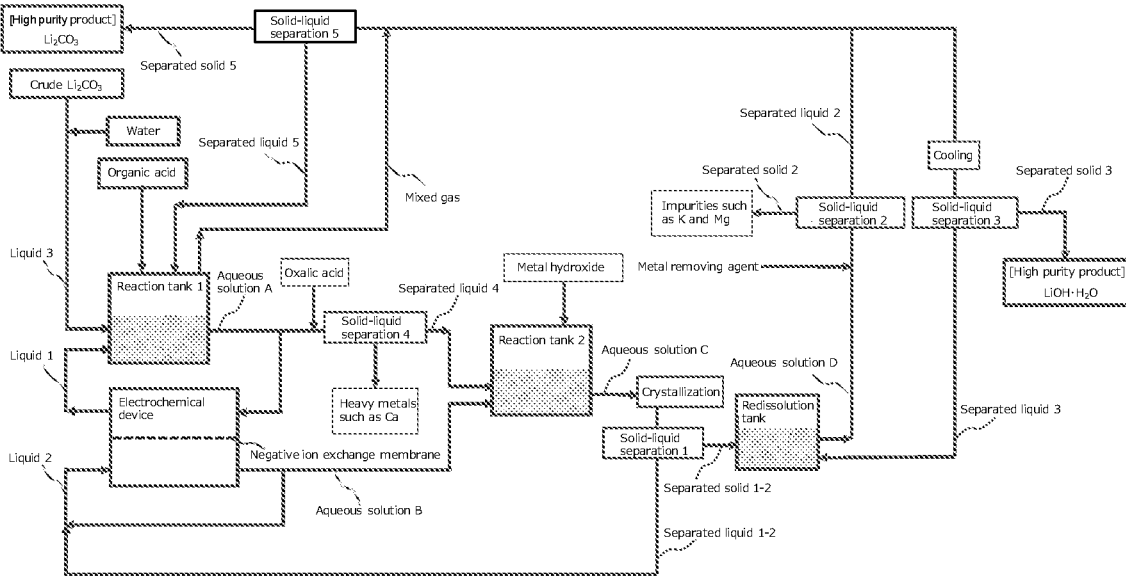 [High purity product]
Li₂CO₃
Solid-liquid
separation 5
Separated solid 5
Crude Li₂CO₃
Water
Organic acid
Separated liquid 5
Mixed gas
Separated liquid 2
Cooling
Separated solid 2
Separated solid 3
Impurities such
as K and Mg
Solid-liquid
separation 2
Solid-liquid
separation 3
Liquid 3
Reaction tank 1
Aqueous
solution A
Oxalic acid
Metal hydroxide
Metal removing agent
[High purity product]
LiOH·H₂O
Separated liquid 4
Solid-liquid
separation 4
Reaction tank 2
Liquid 1
Aqueous solution C
Aqueous solution D
Electrochemical
device
Heavy metals
such as Ca
Crystallization
Redissolution
tank
Separated liquid 3
Negative ion exchange membrane
Solid-liquid
separation 1
Liquid 2
Separated solid 1-2
Aqueous solution B
Separated liquid 1-2